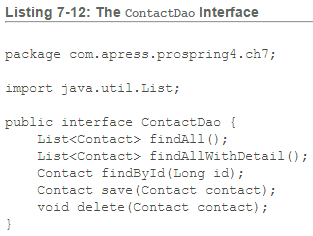 Listing 7-12: The ContactDao Interface
package com.apress.prospring4.ch7;
import java.util.List;
public interface ContactDao {
    List<Contact> findAll();
    List<Contact> findAllWithDetail();
    Contact findById(Long id);
    Contact save(Contact contact);
    void delete(Contact contact);
}